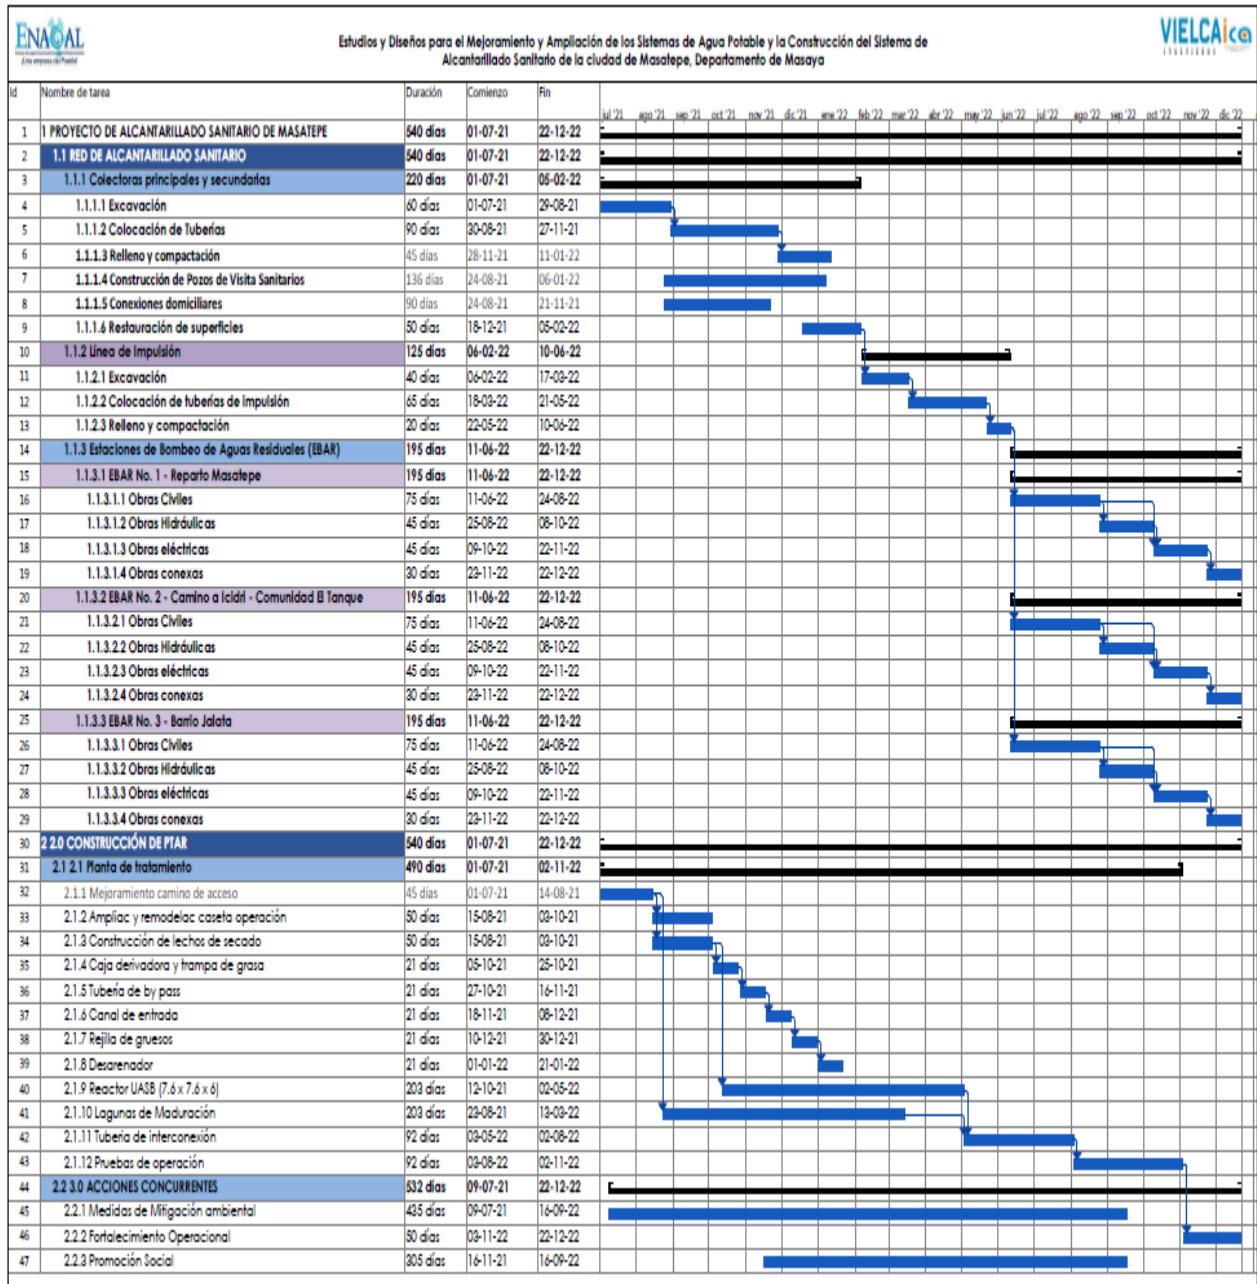 ENACAL
¡Una empresa del Pueblo!
Estudios y Diseños para el Mejoramiento y Ampliación de los Sistemas de Agua Potable y la Construcción del Sistema de
Alcantarillado Sanitario de la ciudad de Masatepe, Departamento de Masaya
VIELCAica
INGENIEROS
Id Nombre de tarea Duración Comienzo Fin
jul '21 ago '21 sep '21 oct '21 nov '21 dic '21 ene '22 feb '22 mar '22 abr '22 may '22 jun '22 jul '22 ago '22 sep '22 oct '22 nov '22 dic '22
1 1 PROYECTO DE ALCANTARILLADO SANITARIO DE MASATEPE 540 días 01-07-21 22-12-22
2 1.1 RED DE ALCANTARILLADO SANITARIO 540 días 01-07-21 22-12-22
3 1.1.1 Colectoras principales y secundarias 220 días 01-07-21 05-02-22
4 1.1.1.1 Excavación 60 días 01-07-21 29-08-21
5 1.1.1.2 Colocación de Tuberías 90 días 30-08-21 27-11-21
6 1.1.1.3 Relleno y compactación 45 días 28-11-21 11-01-22
7 1.1.1.4 Construcción de Pozos de Visita Sanitarios 136 días 24-08-21 06-01-22
8 1.1.1.5 Conexiones domiciliares 90 días 24-08-21 21-11-21
9 1.1.1.6 Restauración de superficies 50 días 18-12-21 05-02-22
10 1.1.2 Línea de Impulsión 125 días 06-02-22 10-06-22
11 1.1.2.1 Excavación 40 días 06-02-22 17-03-22
12 1.1.2.2 Colocación de tuberías de impulsión 65 días 18-03-22 21-05-22
13 1.1.2.3 Relleno y compactación 20 días 22-05-22 10-06-22
14 1.1.3 Estaciones de Bombeo de Aguas Residuales (EBAR) 195 días 11-06-22 22-12-22
15 1.1.3.1 EBAR No. 1 - Reparto Masatepe 195 días 11-06-22 22-12-22
16 1.1.3.1.1 Obras Civiles 75 días 11-06-22 24-08-22
17 1.1.3.1.2 Obras Hidráulicas 45 días 25-08-22 08-10-22
18 1.1.3.1.3 Obras eléctricas 45 días 09-10-22 22-11-22
19 1.1.3.1.4 Obras conexas 30 días 23-11-22 22-12-22
20 1.1.3.2 EBAR No. 2 - Camino a Icidri - Comunidad El Tanque 195 días 11-06-22 22-12-22
21 1.1.3.2.1 Obras Civiles 75 días 11-06-22 24-08-22
22 1.1.3.2.2 Obras Hidráulicas 45 días 25-08-22 08-10-22
23 1.1.3.2.3 Obras eléctricas 45 días 09-10-22 22-11-22
24 1.1.3.2.4 Obras conexas 30 días 23-11-22 22-12-22
25 1.1.3.3 EBAR No. 3 - Barrio Jalata 195 días 11-06-22 22-12-22
26 1.1.3.3.1 Obras Civiles 75 días 11-06-22 24-08-22
27 1.1.3.3.2 Obras Hidráulicas 45 días 25-08-22 08-10-22
28 1.1.3.3.3 Obras eléctricas 45 días 09-10-22 22-11-22
29 1.1.3.3.4 Obras conexas 30 días 23-11-22 22-12-22
30 2 2.0 CONSTRUCCIÓN DE PTAR 540 días 01-07-21 22-12-22
31 2.1 2.1 Planta de tratamiento 490 días 01-07-21 02-11-22
32 2.1.1 Mejoramiento camino de acceso 45 días 01-07-21 14-08-21
33 2.1.2 Ampliac y remodelac caseta operación 50 días 15-08-21 03-10-21
34 2.1.3 Construcción de lechos de secado 50 días 15-08-21 03-10-21
35 2.1.4 Caja derivadora y trampa de grasa 21 días 05-10-21 25-10-21
36 2.1.5 Tubería de by pass 21 días 27-10-21 16-11-21
37 2.1.6 Canal de entrada 21 días 18-11-21 08-12-21
38 2.1.7 Rejilla de gruesos 21 días 10-12-21 30-12-21
39 2.1.8 Desarenador 21 días 01-01-22 21-01-22
40 2.1.9 Reactor UASB (7.6 x 7.6 x 6) 203 días 12-10-21 02-05-22
41 2.1.10 Lagunas de Maduración 203 días 23-08-21 13-03-22
42 2.1.11 Tubería de interconexión 92 días 03-05-22 02-08-22
43 2.1.12 Pruebas de operación 92 días 03-08-22 02-11-22
44 2.2 3.0 ACCIONES CONCURRENTES 532 días 09-07-21 22-12-22
45 2.2.1 Medidas de Mitigación ambiental 435 días 09-07-21 16-09-22
46 2.2.2 Fortalecimiento Operacional 50 días 03-11-22 22-12-22
47 2.2.3 Promoción Social 305 días 16-11-21 16-09-22